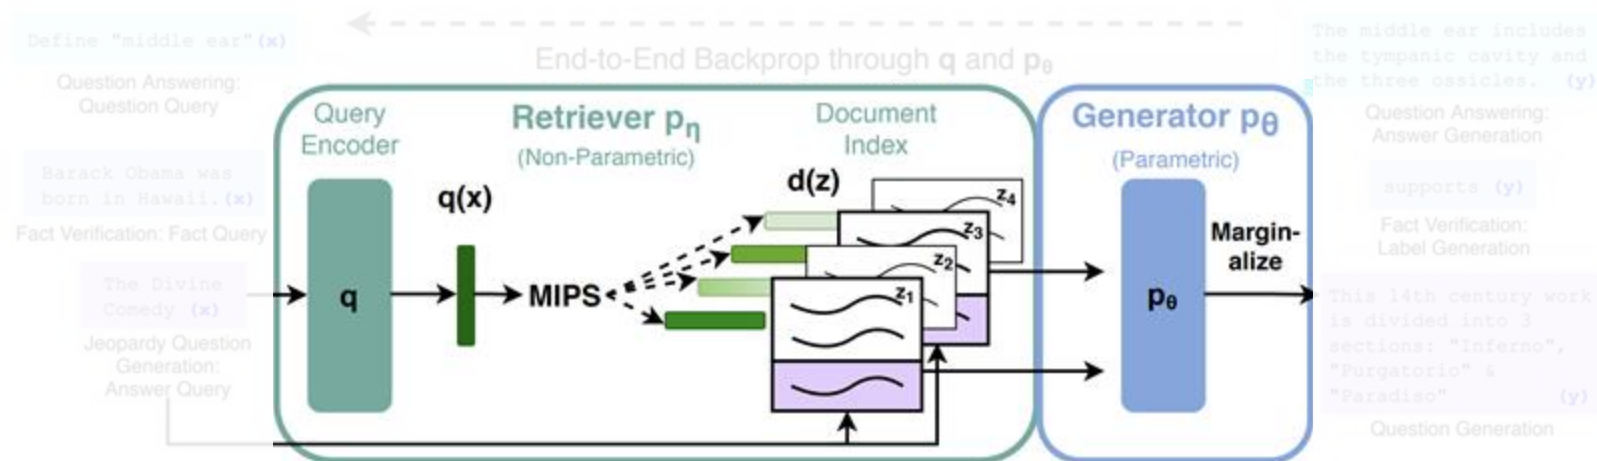 Define "middle ear"(x)
Question Answering:
Question Query
Barack Obama was
born in Hawaii.(x)
Fact Verification: Fact Query
The Divine
Comedy (x)
Jeopardy Question
Generation:
Answer Query
End-to-End Backprop through q and pθ
Query
Encoder
q
Retriever pη
(Non-Parametric)
q(x)
MIPS
Document
Index
d(z)
z4
z3
z2
z1
Generator pθ
(Parametric)
pθ
Margin-
alize
The middle ear includes
the tympanic cavity and
the three ossicles. (y)
Question Answering:
Answer Generation
supports (y)
Fact Verification:
Label Generation
This 14th century work
is divided into 3
sections: "Inferno",
"Purgatorio" &
"Paradiso" (y)
Question Generation